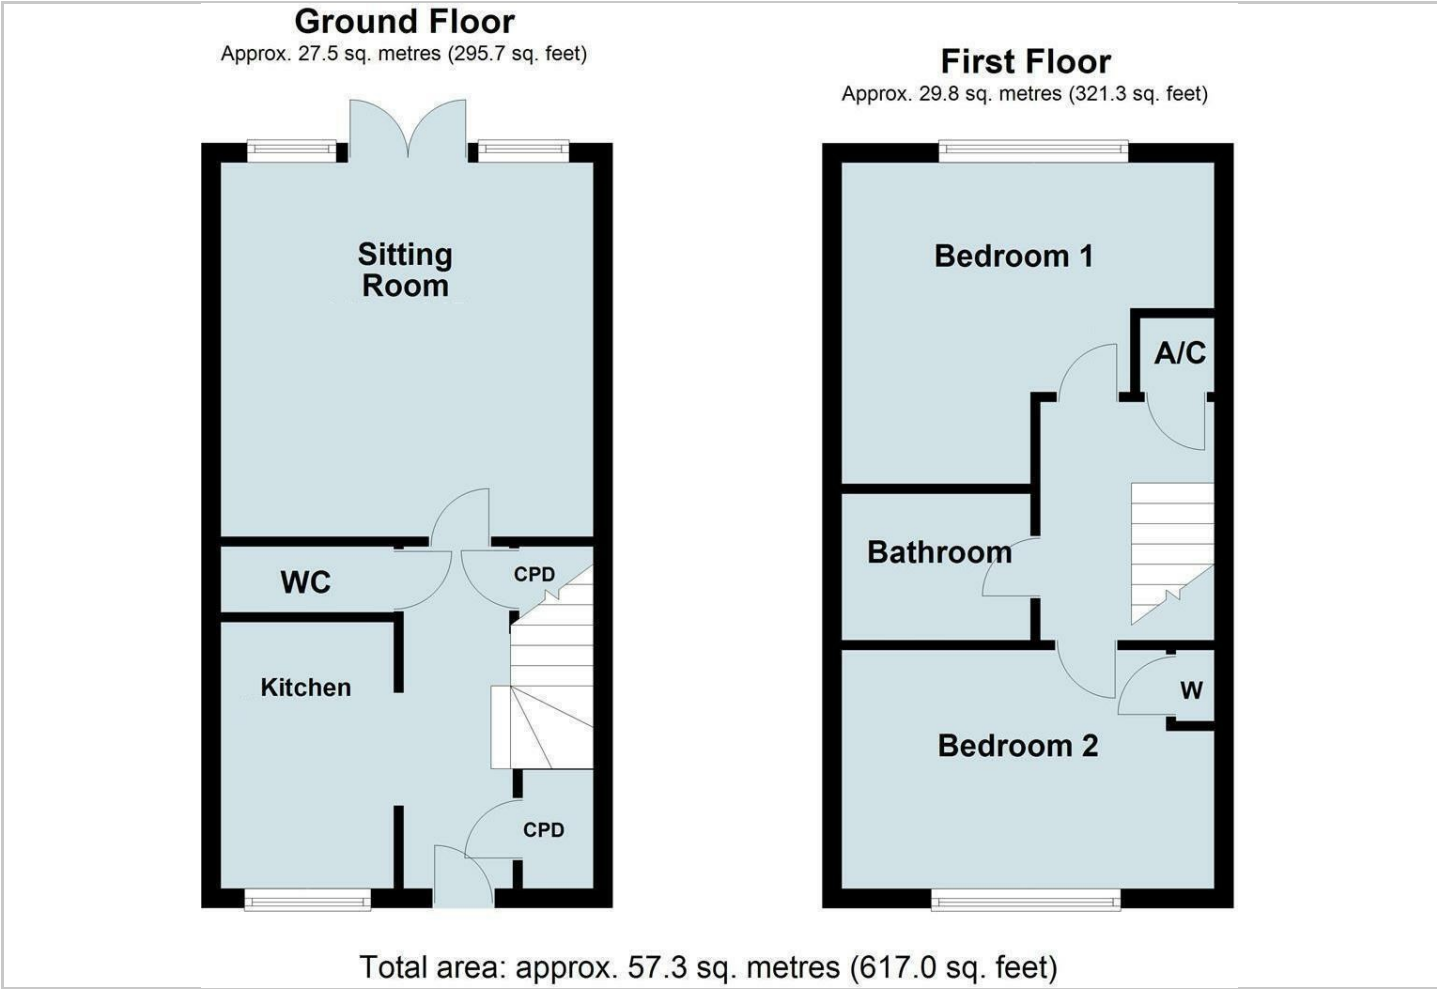 Ground Floor
Approx. 27.5 sq. metres (295.7 sq. feet)
Sitting
Room
WC
CPD
Kitchen
CPD
First Floor
Approx. 29.8 sq. metres (321.3 sq. feet)
Bedroom 1
A/C
Bathroom
W
Bedroom 2
Total area: approx. 57.3 sq. metres (617.0 sq. feet)